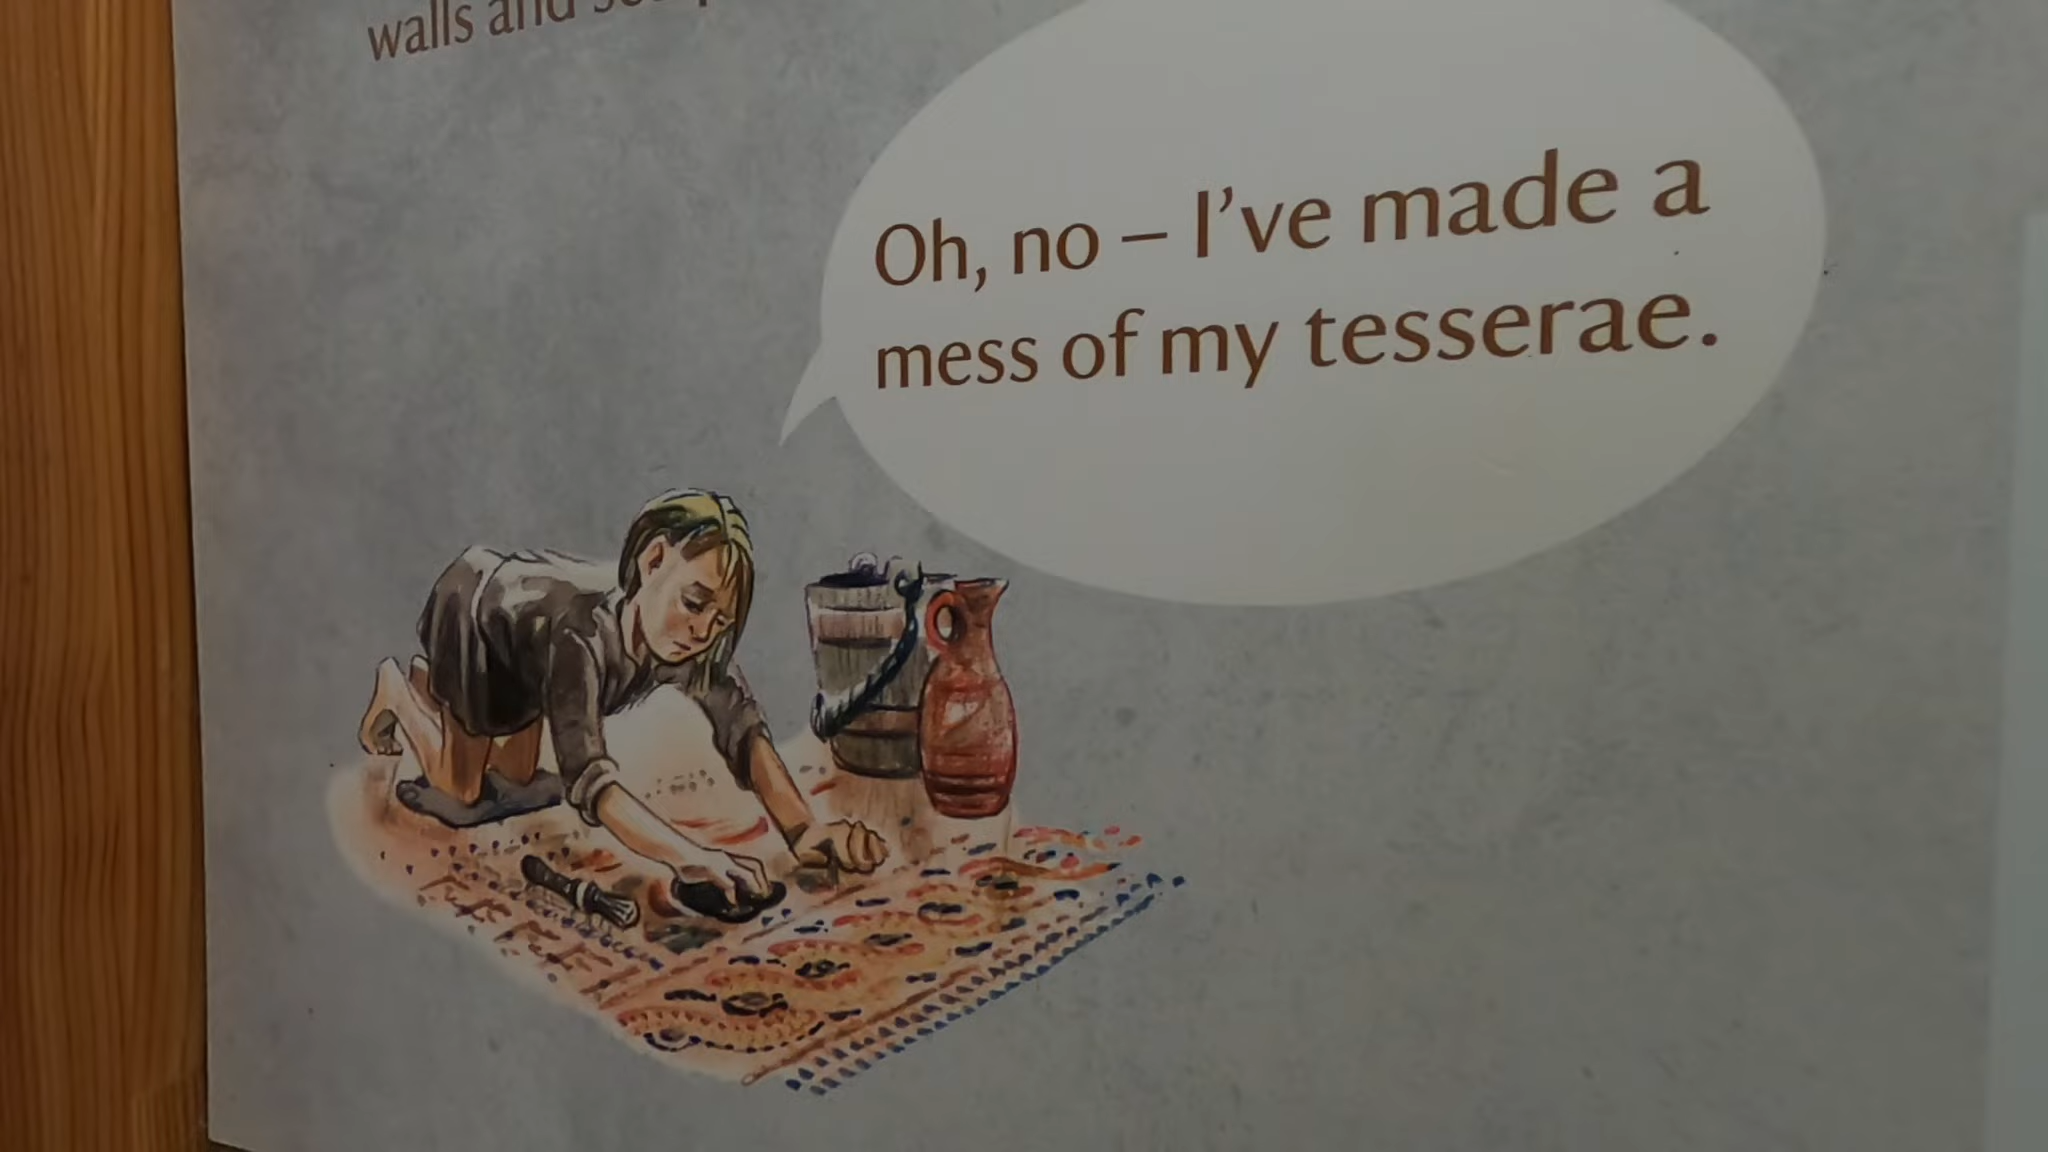 walls and
Oh, no – I've made a
mess of my tesserae.